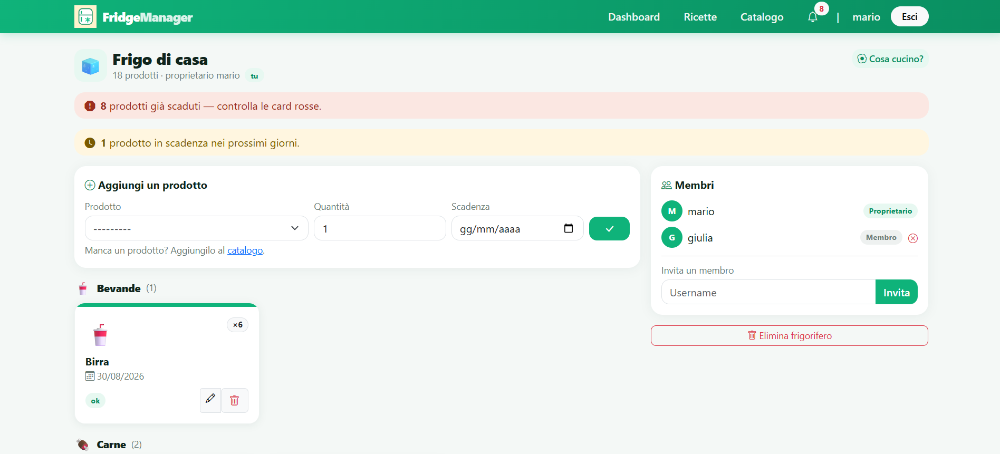 FridgeManager
Dashboard
Ricette
Catalogo
8
|
mario
Esci
Frigo di casa
18 prodotti · proprietario mario tu
Cosa cucino?
8 prodotti già scaduti — controlla le card rosse.
1 prodotto in scadenza nei prossimi giorni.
Aggiungi un prodotto
Prodotto
Quantità
Scadenza
---------
1
gg/mm/aaaa
Manca un prodotto? Aggiungilo al catalogo.
Membri
M mario Proprietario
G giulia Membro
Invita un membro
Username
Invita
Elimina frigorifero
Bevande (1)
×6
Birra
30/08/2026
ok
Carne (2)